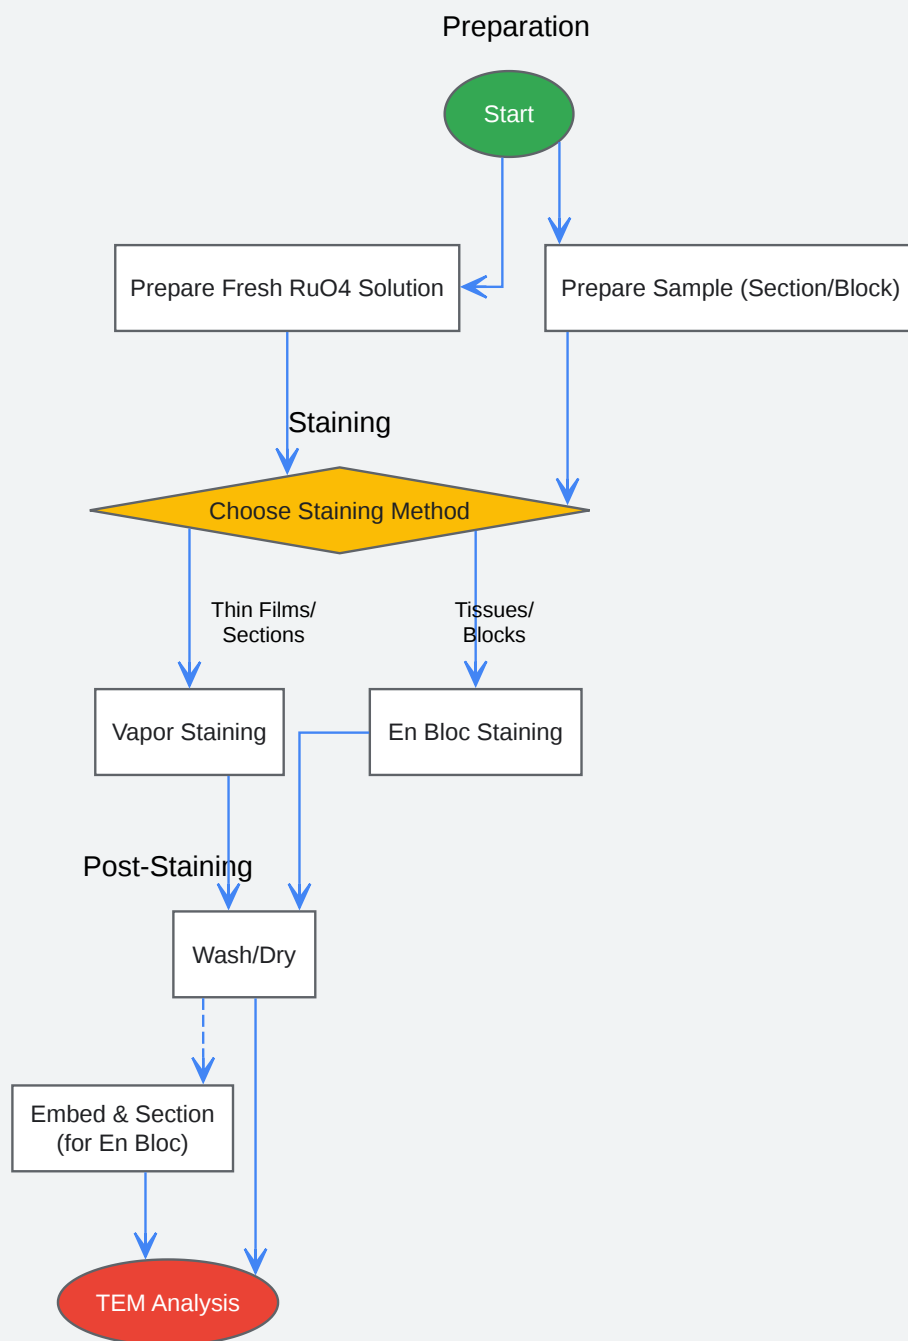 Preparation
Start
Prepare Fresh RuO4 Solution
Prepare Sample (Section/Block)
Staining
Choose Staining Method
Thin Films/
Sections
Tissues/
Blocks
Vapor Staining
En Bloc Staining
Post-Staining
Wash/Dry
Embed & Section
(for En Bloc)
TEM Analysis